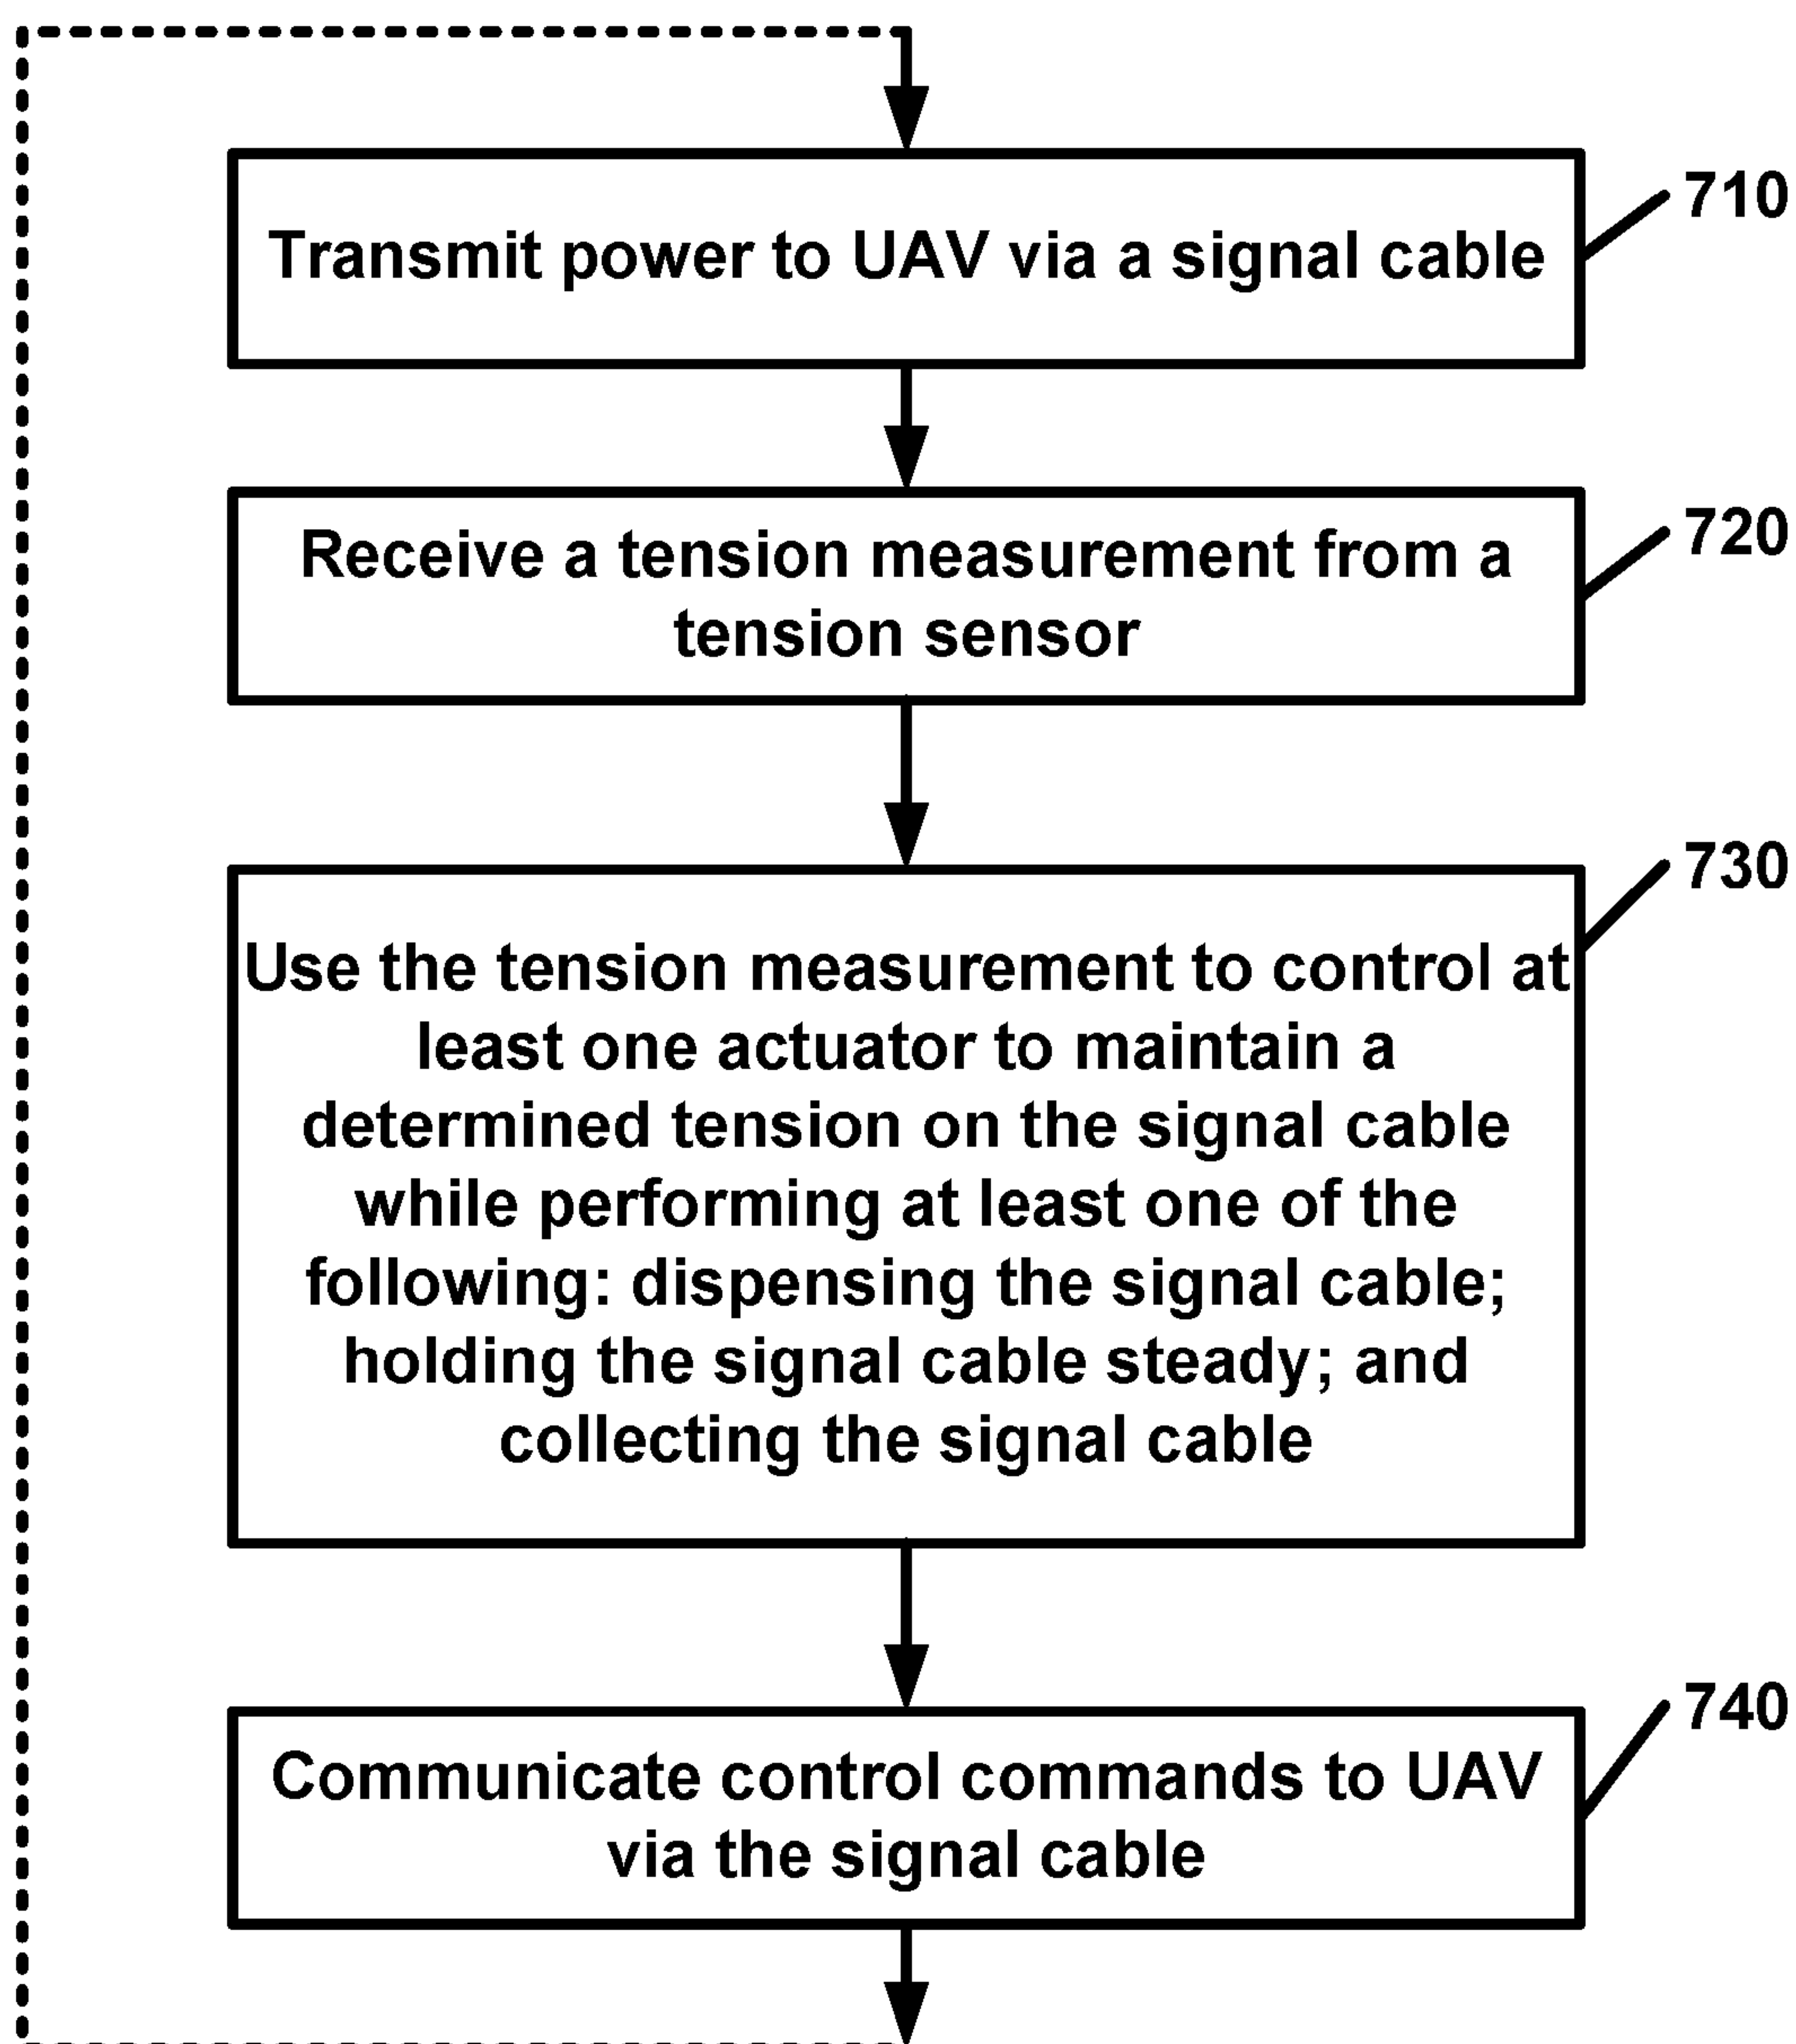 710
Transmit power to UAV via a signal cable
720
Receive a tension measurement from a
tension sensor
730
Use the tension measurement to control at
least one actuator to maintain a
determined tension on the signal cable
while performing at least one of the
following: dispensing the signal cable;
holding the signal cable steady; and
collecting the signal cable
740
Communicate control commands to UAV
via the signal cable